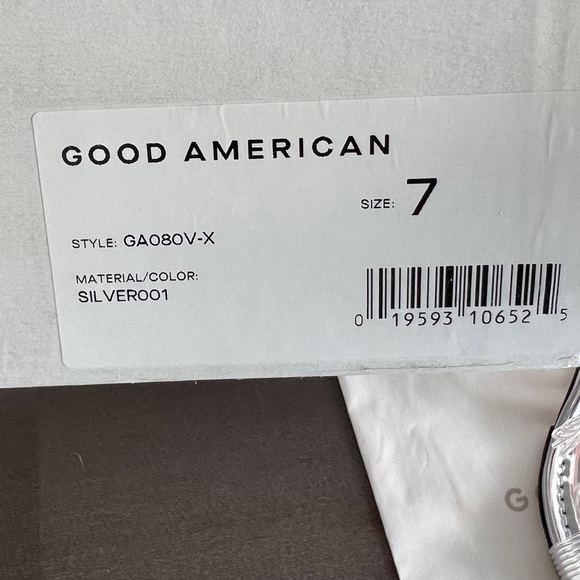 GOOD AMERICAN
SIZE: 7
STYLE: GA080V-X
MATERIAL/COLOR:
SILVER001
0 19593 10652 5
G